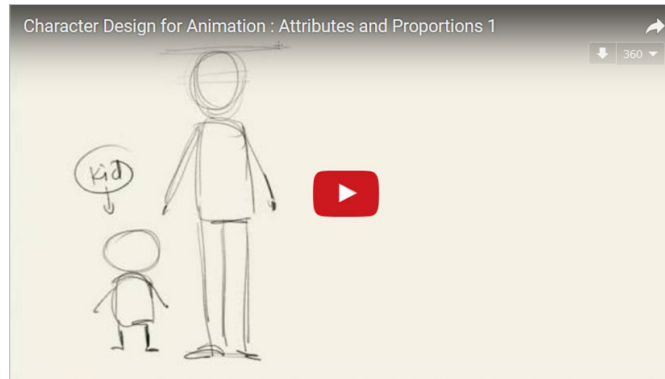 Character Design for Animation : Attributes and Proportions 1
360
Kid